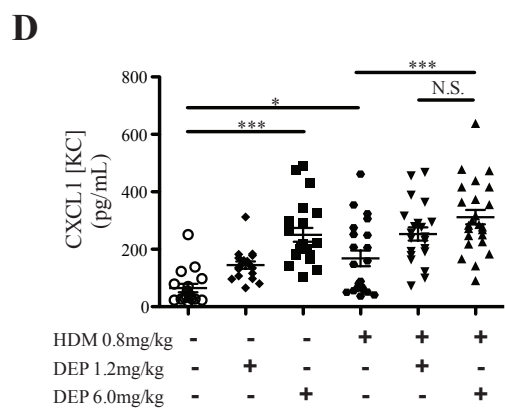 D
***
N.S.
*
***
CXCL1 [KC]
(pg/mL)
800
600
400
200
0
HDM 0.8mg/kg - - - + + +
DEP 1.2mg/kg - + - - + -
DEP 6.0mg/kg - - + - - +